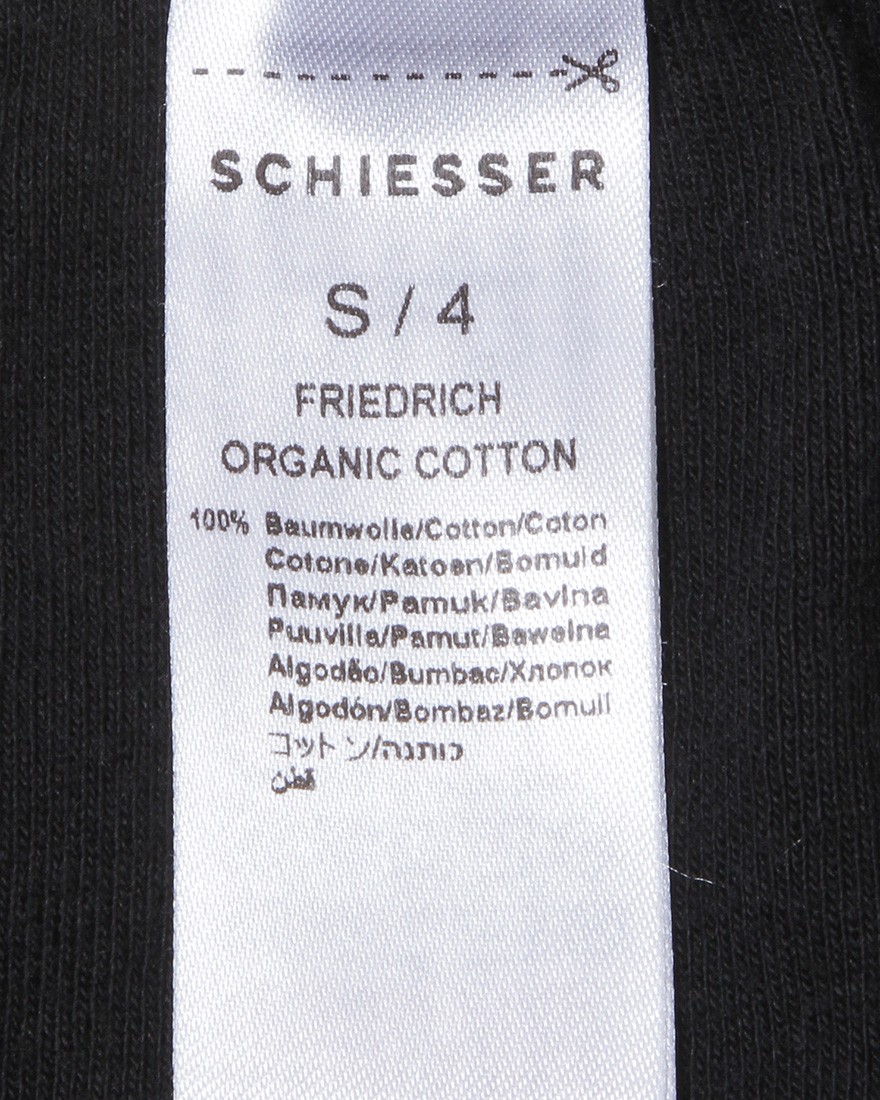 SCHIESSER
S / 4
FRIEDRICH
ORGANIC COTTON
100% Baumwolle/Cotton/Coton
Cotone/Katoen/Bomuld
Памук/Pamuk/Bavlna
Puuvilla/Pamut/Bawełna
Algodão/Bumbac/Хлопок
Algodón/Bombaz/Bomull
コットン/כותנה
قطن